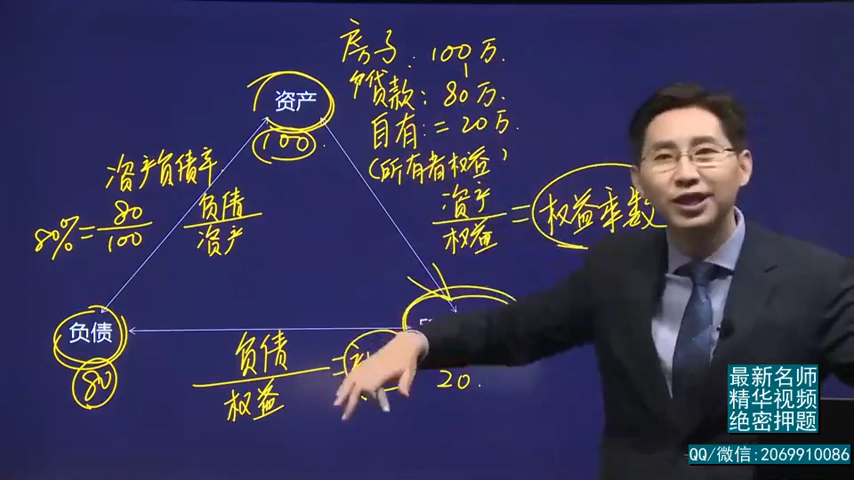 房子: 100万.
贷款: 80万.
自有: = 20万.
(所有者权益)
资产
100
资产负债率
80% = 80/100
负债/资产
资产/权益 = 权益乘数
负债
80
负债/权益 =
20.
最新名师
精华视频
绝密押题
QQ/微信:2069910086